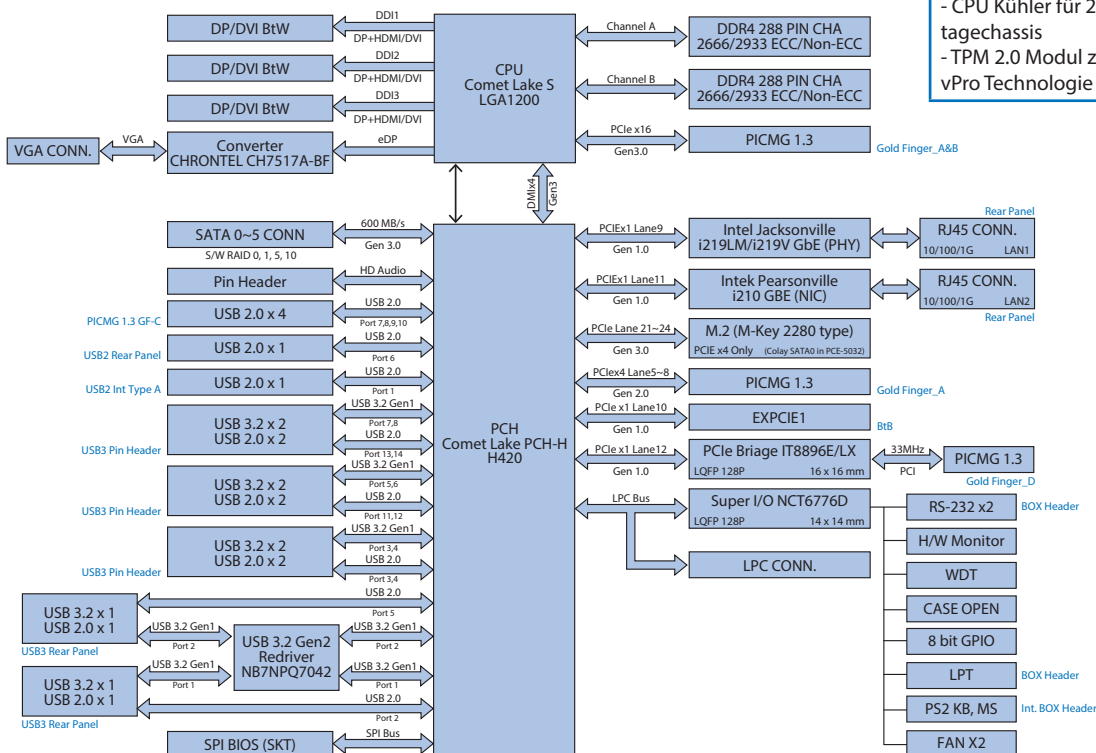 - CPU Kühler für 2
tagechassis
- TPM 2.0 Modul z
vPro Technologie
DP/DVI BtW
DDI1
DP+HDMI/DVI
DP/DVI BtW
DDI2
DP+HDMI/DVI
DP/DVI BtW
DDI3
DP+HDMI/DVI
VGA CONN.
VGA
Converter
CHRONTEL CH7517A-BF
eDP
CPU
Comet Lake S
LGA1200
Channel A
DDR4 288 PIN CHA
2666/2933 ECC/Non-ECC
Channel B
DDR4 288 PIN CHA
2666/2933 ECC/Non-ECC
PCIe x16
Gen3.0
PICMG 1.3
Gold Finger_A&B
DMIx4
Gen3
SATA 0~5 CONN
S/W RAID 0, 1, 5, 10
600 MB/s
Gen 3.0
Pin Header
HD Audio
PICMG 1.3 GF-C
USB 2.0 x 4
USB 2.0
Port 7,8,9,10
USB2 Rear Panel
USB 2.0 x 1
USB 2.0
Port 6
USB2 Int Type A
USB 2.0 x 1
USB 2.0
Port 1
USB3 Pin Header
USB 3.2 x 2
USB 2.0 x 2
USB 3.2 Gen1
Port 7,8
USB 2.0
Port 13,14
USB3 Pin Header
USB 3.2 x 2
USB 2.0 x 2
USB 3.2 Gen1
Port 5,6
USB 2.0
Port 11,12
USB3 Pin Header
USB 3.2 x 2
USB 2.0 x 2
USB 3.2 Gen1
Port 3,4
USB 2.0
Port 3,4
USB 3.2 x 1
USB 2.0 x 1
USB3 Rear Panel
USB 2.0
Port 5
USB 3.2 Gen1
Port 2
USB 3.2 Gen2
Redriver
NB7NPQ7042
USB 3.2 Gen1
Port 2
USB 3.2 x 1
USB 2.0 x 1
USB3 Rear Panel
USB 3.2 Gen1
Port 1
USB 3.2 Gen1
Port 1
USB 2.0
Port 2
SPI BIOS (SKT)
SPI Bus
PCH
Comet Lake PCH-H
H420
PCIEx1 Lane9
Gen 1.0
Intel Jacksonville
i219LM/i219V GbE (PHY)
Rear Panel
RJ45 CONN.
10/100/1G LAN1
PCIEx1 Lane11
Gen 1.0
Intek Pearsonville
i210 GBE (NIC)
RJ45 CONN.
10/100/1G LAN2
Rear Panel
PCIe Lane 21~24
Gen 3.0
M.2 (M-Key 2280 type)
PCIE x4 Only (Colay SATA0 in PCE-5032)
PCIex4 Lane5~8
Gen 2.0
PICMG 1.3
Gold Finger_A
PCIe x1 Lane10
Gen 1.0
EXPCIE1
BtB
PCIe x1 Lane12
Gen 1.0
PCIe Briage IT8896E/LX
LQFP 128P 16 x 16 mm
33MHz
PCI
PICMG 1.3
Gold Finger_D
LPC Bus
Super I/O NCT6776D
LQFP 128P 14 x 14 mm
LPC CONN.
RS-232 x2
BOX Header
H/W Monitor
WDT
CASE OPEN
8 bit GPIO
LPT
BOX Header
PS2 KB, MS
Int. BOX Header
FAN X2